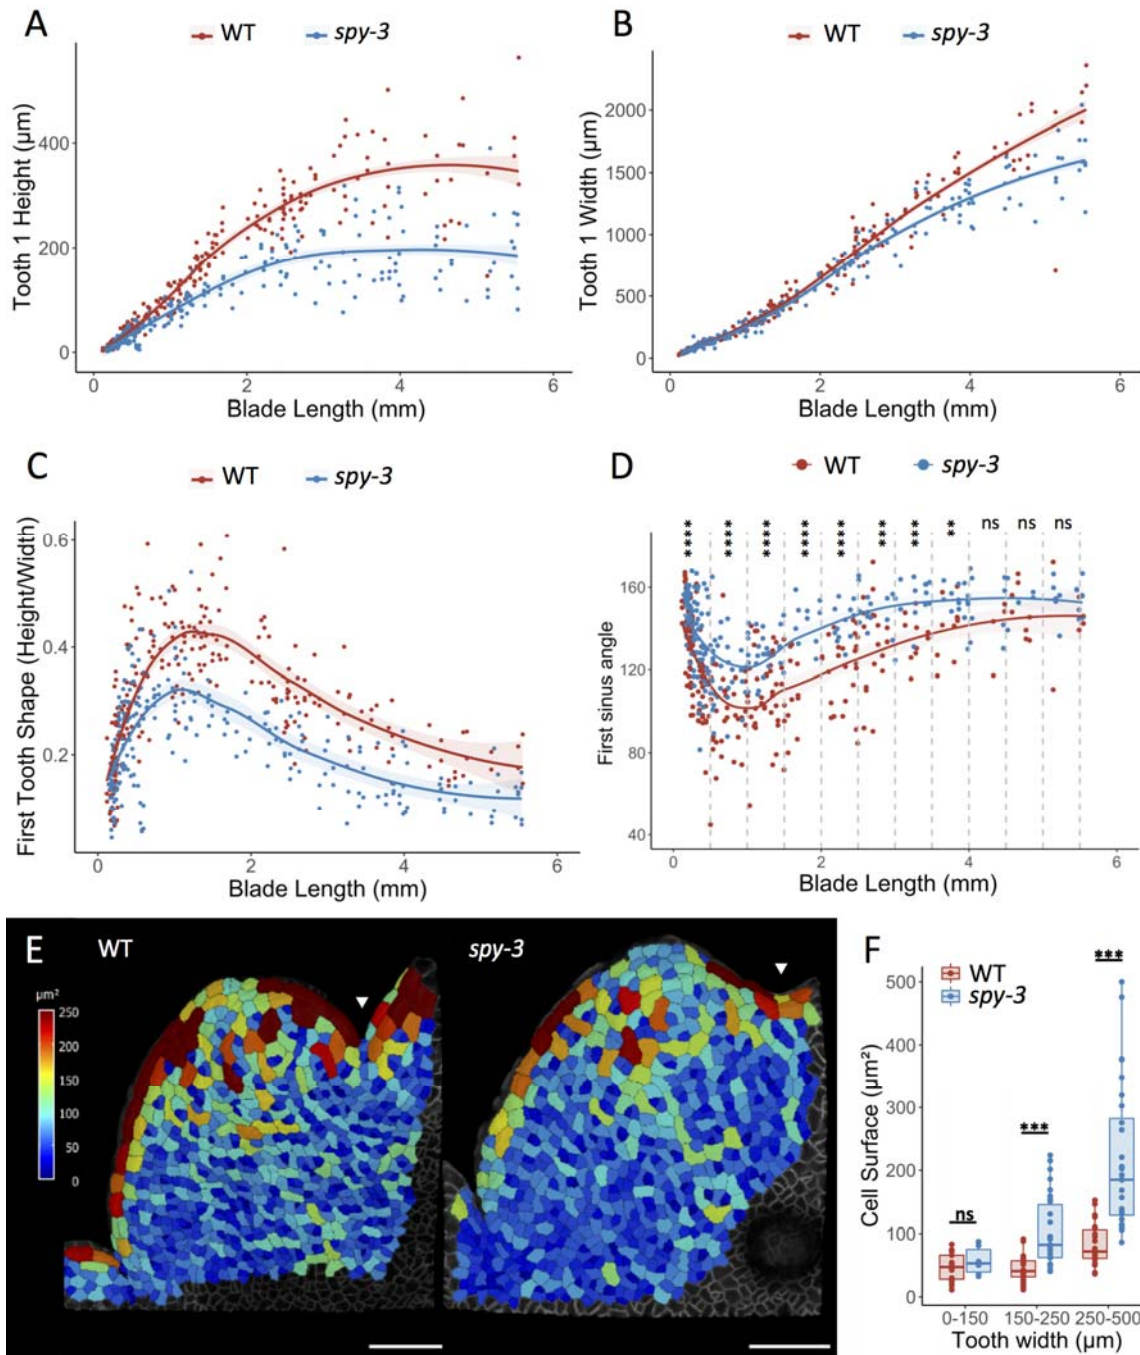 A
WT spy-3
Tooth 1 Height (µm)
400
200
0
0 2 4 6
Blade Length (mm)
B
WT spy-3
Tooth 1 Width (µm)
2000
1500
1000
500
0
0 2 4 6
Blade Length (mm)
C
WT spy-3
First Tooth Shape (Height/Width)
0.6
0.4
0.2
0 2 4 6
Blade Length (mm)
D
WT spy-3
**** **** **** **** **** *** *** ** ns ns ns
First sinus angle
160
120
80
40
0 2 4 6
Blade Length (mm)
E WT
spy-3
µm²
250
200
150
100
50
0
F
WT
spy-3
Cell Surface (µm²)
500
400
300
200
100
0
ns
***
***
0-150 150-250 250-500
Tooth width (µm)